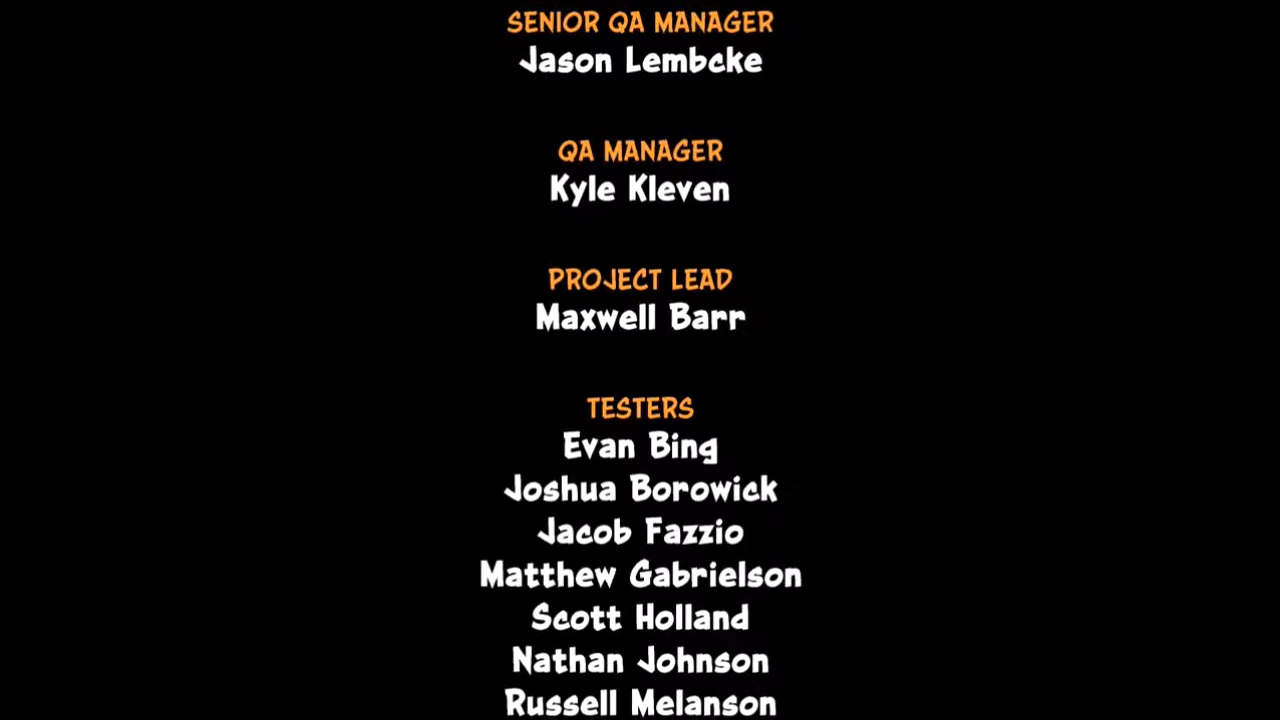 SENIOR QA MANAGER
Jason Lembcke
QA MANAGER
Kyle Kleven
PROJECT LEAD
Maxwell Barr
TESTERS
Evan Bing
Joshua Borowick
Jacob Fazzio
Matthew Gabrielson
Scott Holland
Nathan Johnson
Russell Melanson